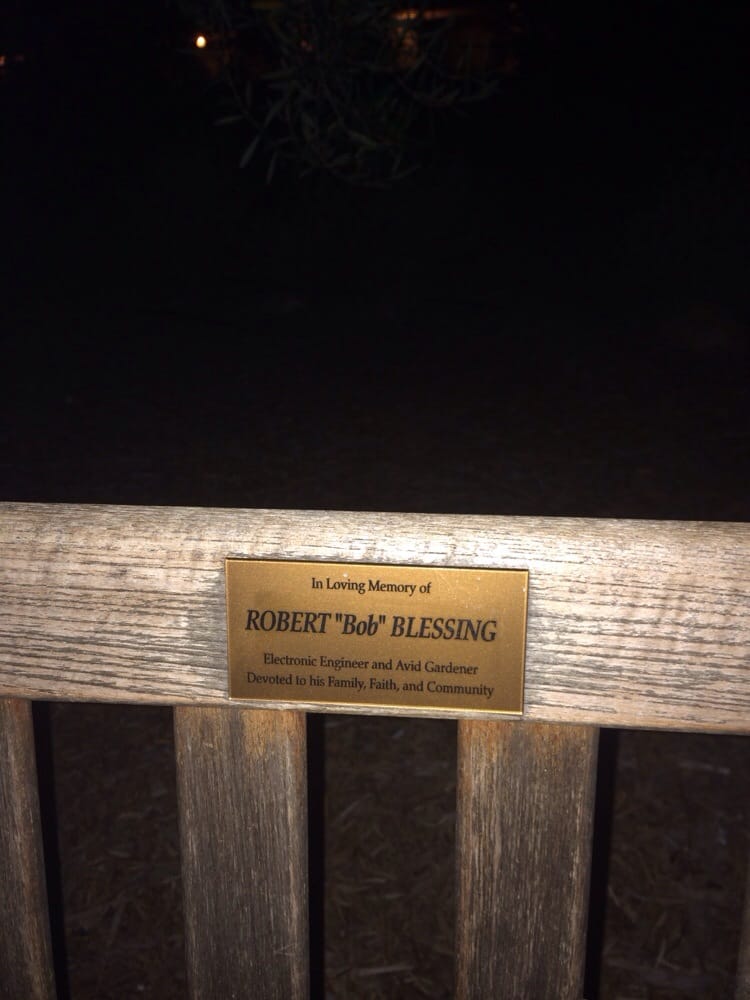 In Loving Memory of
ROBERT "Bob" BLESSING
Electronic Engineer and Avid Gardener
Devoted to his Family, Faith, and Community